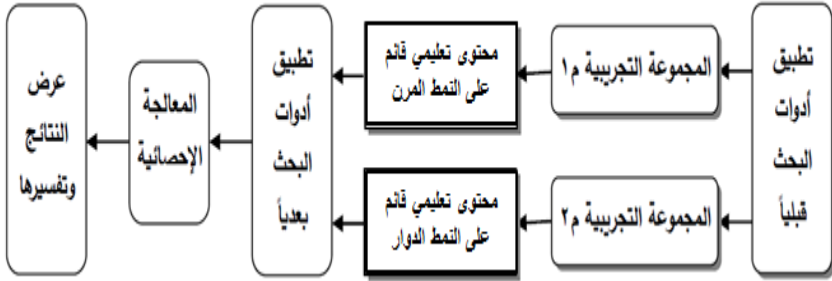 تطبيق
أدوات
البحث
قبلياً
المجموعة التجريبية م١
محتوى تعليمي قائم
على النمط المرن
المجموعة التجريبية م٢
محتوى تعليمي قائم
على النمط الدوار
تطبيق
أدوات
البحث
بعدياً
المعالجة
الإحصائية
عرض
النتائج
وتفسيرها